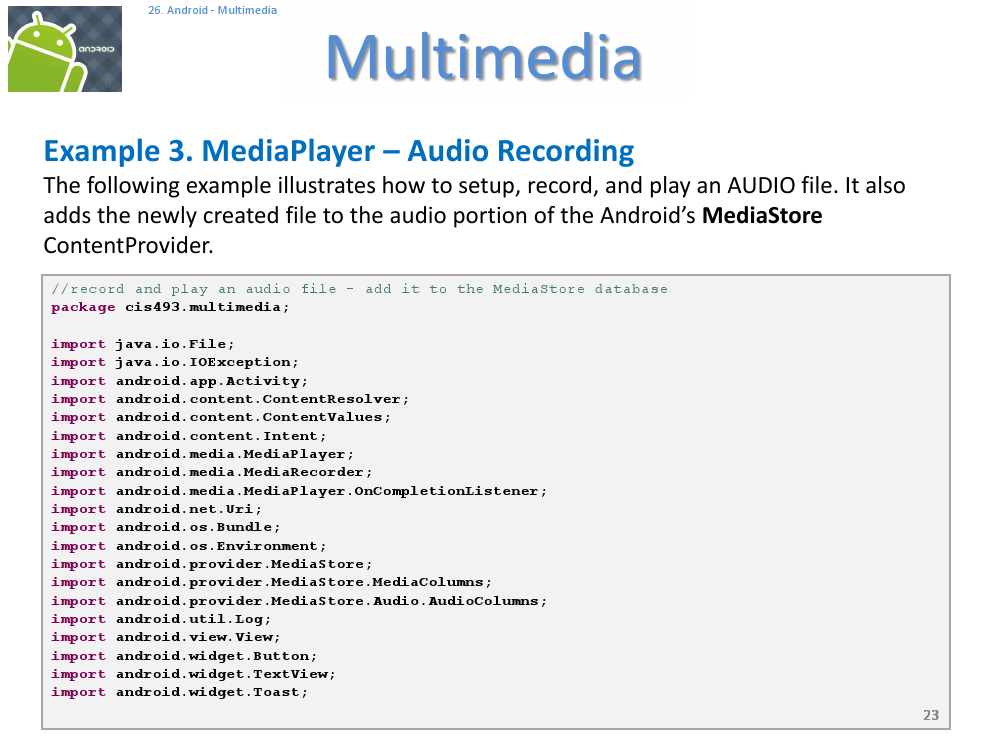 26. Android - Multimedia
ANDROID
Multimedia
Example 3. MediaPlayer – Audio Recording
The following example illustrates how to setup, record, and play an AUDIO file. It also
adds the newly created file to the audio portion of the Android’s MediaStore
ContentProvider.
//record and play an audio file - add it to the MediaStore database
package cis493.multimedia;
import java.io.File;
import java.io.IOException;
import android.app.Activity;
import android.content.ContentResolver;
import android.content.ContentValues;
import android.content.Intent;
import android.media.MediaPlayer;
import android.media.MediaRecorder;
import android.media.MediaPlayer.OnCompletionListener;
import android.net.Uri;
import android.os.Bundle;
import android.os.Environment;
import android.provider.MediaStore;
import android.provider.MediaStore.MediaColumns;
import android.provider.MediaStore.Audio.AudioColumns;
import android.util.Log;
import android.view.View;
import android.widget.Button;
import android.widget.TextView;
import android.widget.Toast;
23